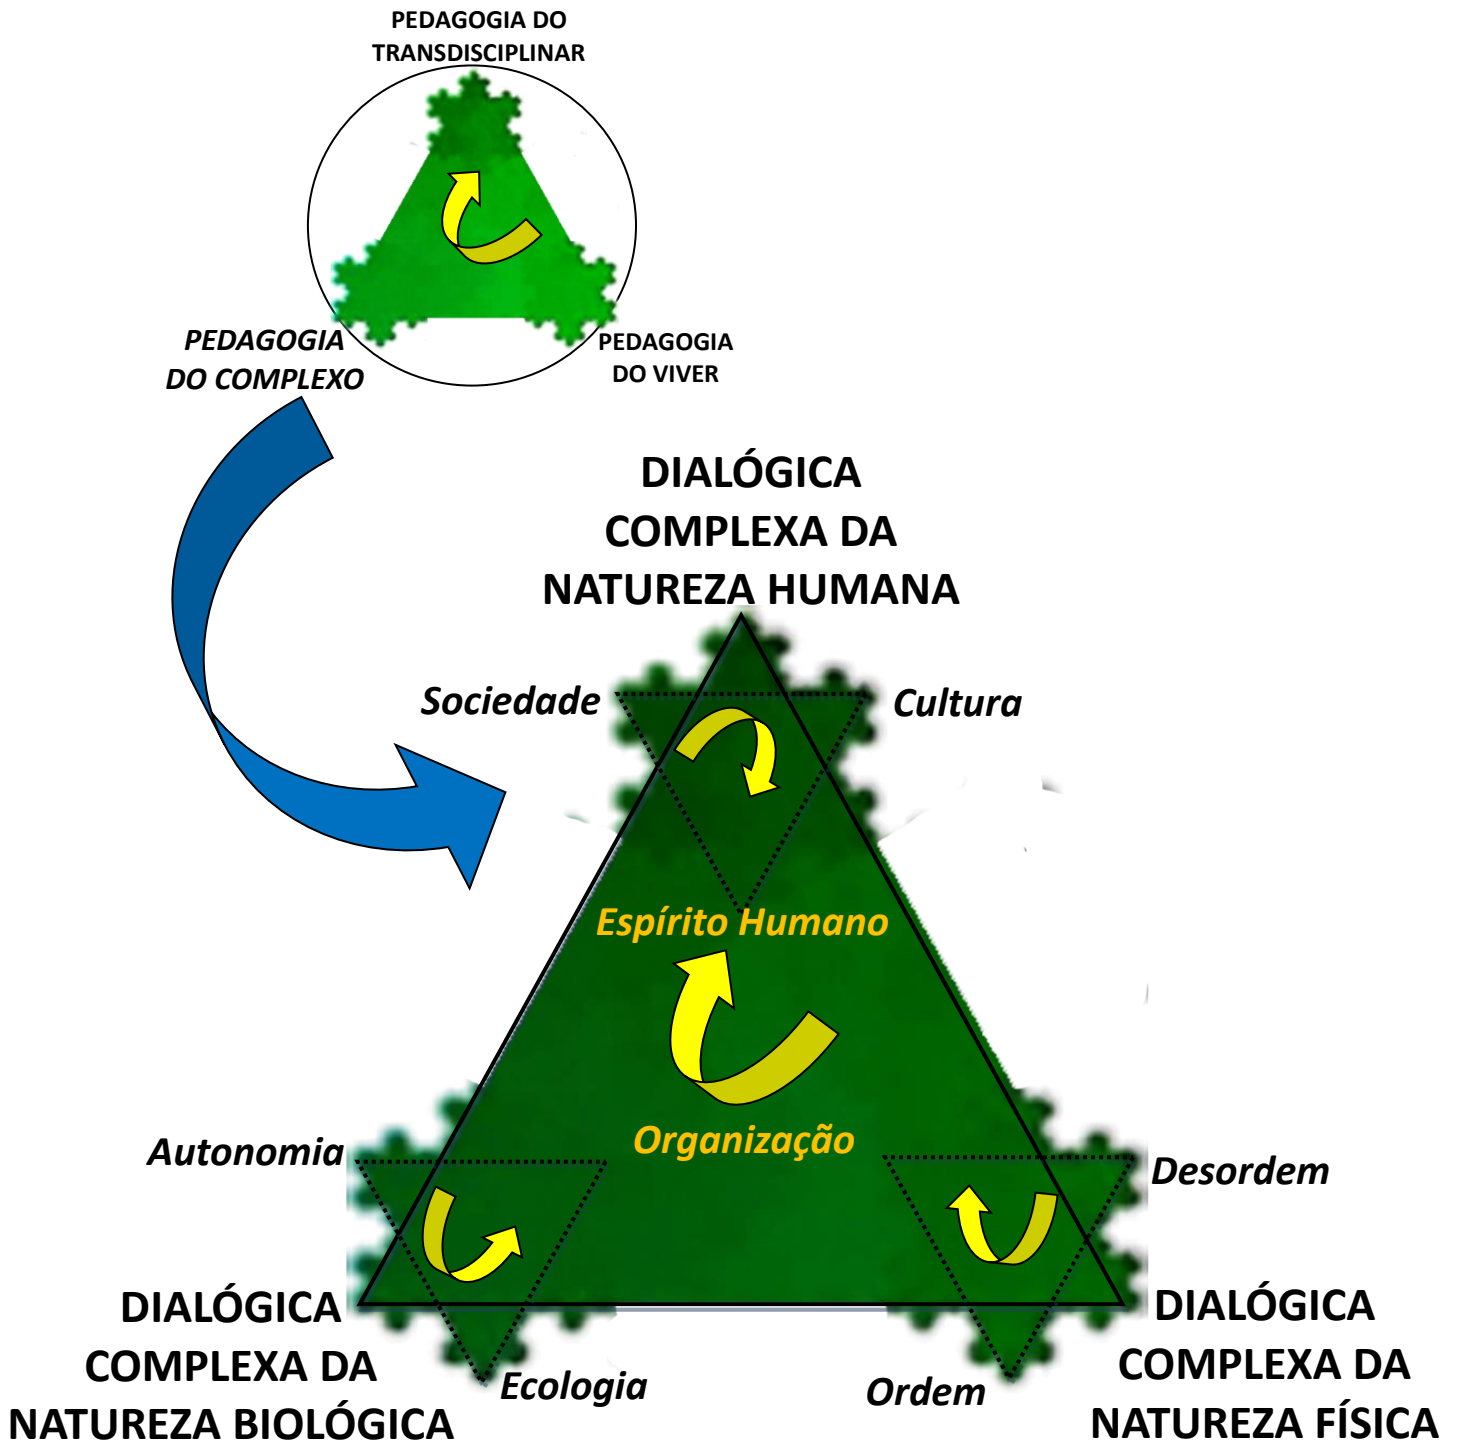 PEDAGOGIA DO
TRANSDISCIPLINAR
PEDAGOGIA
DO COMPLEXO
PEDAGOGIA
DO VIVER
DIALÓGICA
COMPLEXA DA
NATUREZA HUMANA
Sociedade
Cultura
Espírito Humano
Organização
Autonomia
Desordem
DIALÓGICA
COMPLEXA DA
NATUREZA BIOLÓGICA
Ecologia
Ordem
DIALÓGICA
COMPLEXA DA
NATUREZA FÍSICA